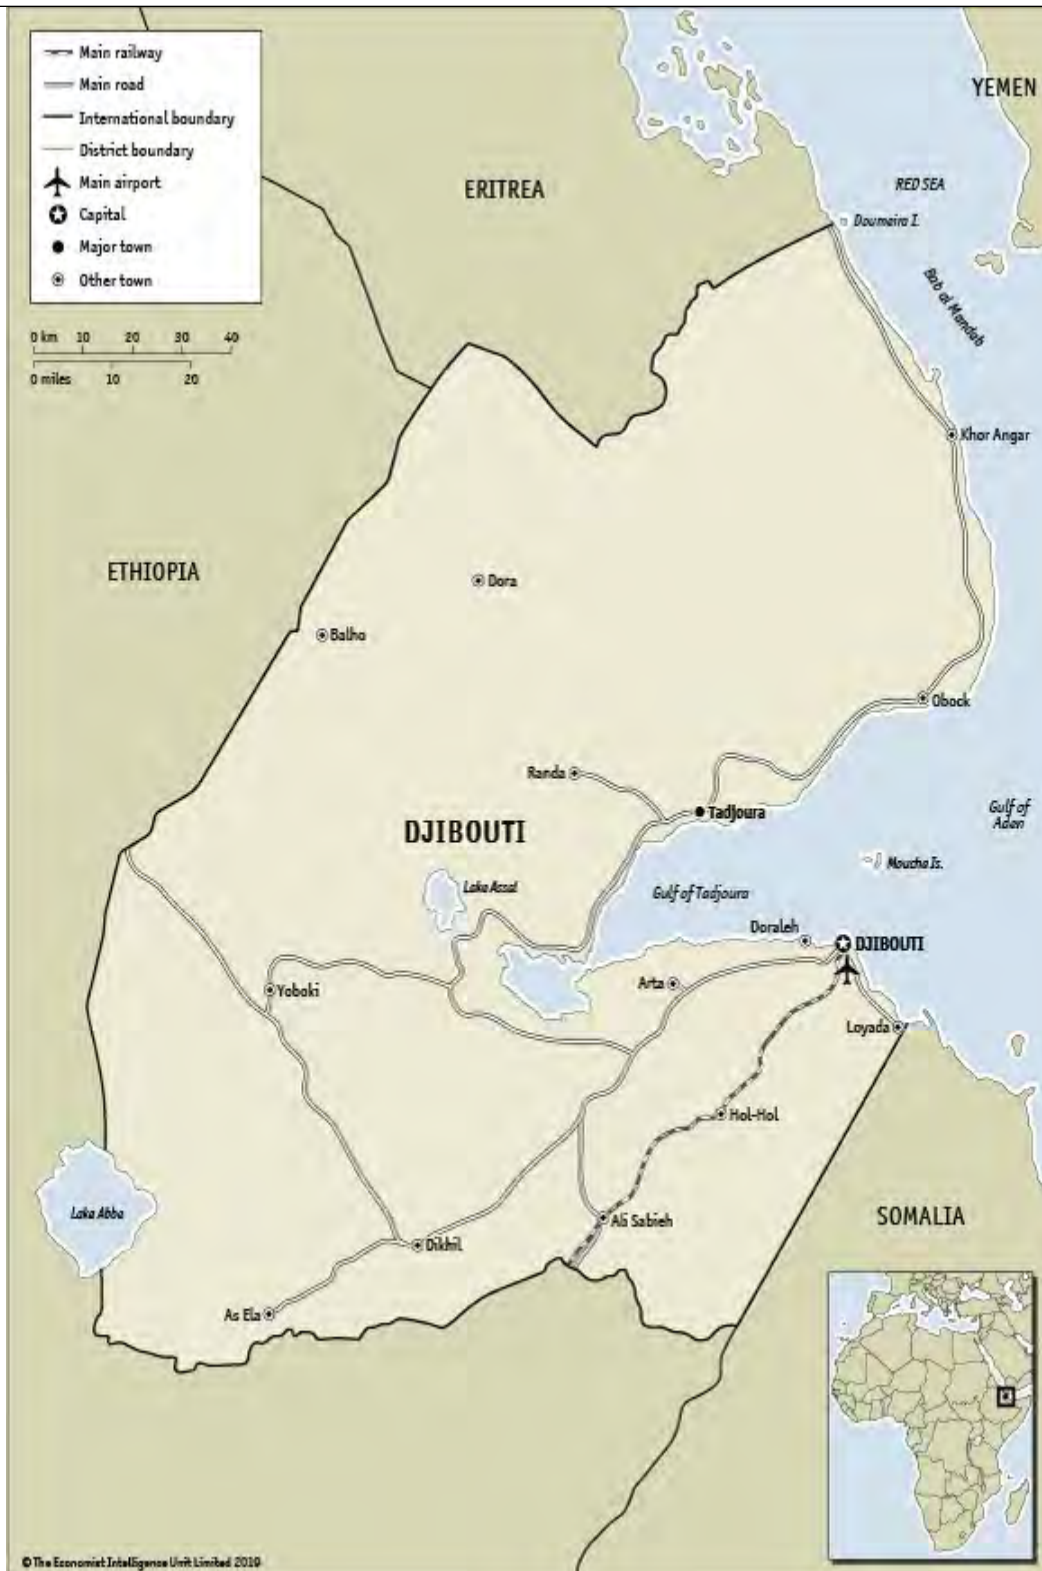 Main railway
Main road
International boundary
District boundary
Main airport
Capital
Major town
Other town
0 km 10 20 30 40
0 miles 10 20
YEMEN
ERITREA
RED SEA
Doumeira I.
Bab al Mandab
Khor Angar
ETHIOPIA
Dora
Balho
Obock
Randa
Tadjoura
DJIBOUTI
Gulf of
Aden
Lake Assal
Gulf of Tadjoura
Moucha Is.
Doraleh
DJIBOUTI
Yoboki
Arta
Loyada
Hol-Hol
Lake Abba
Ali Sabieh
SOMALIA
Dikhil
As Ela
© The Economist Intelligence Unit Limited 2019